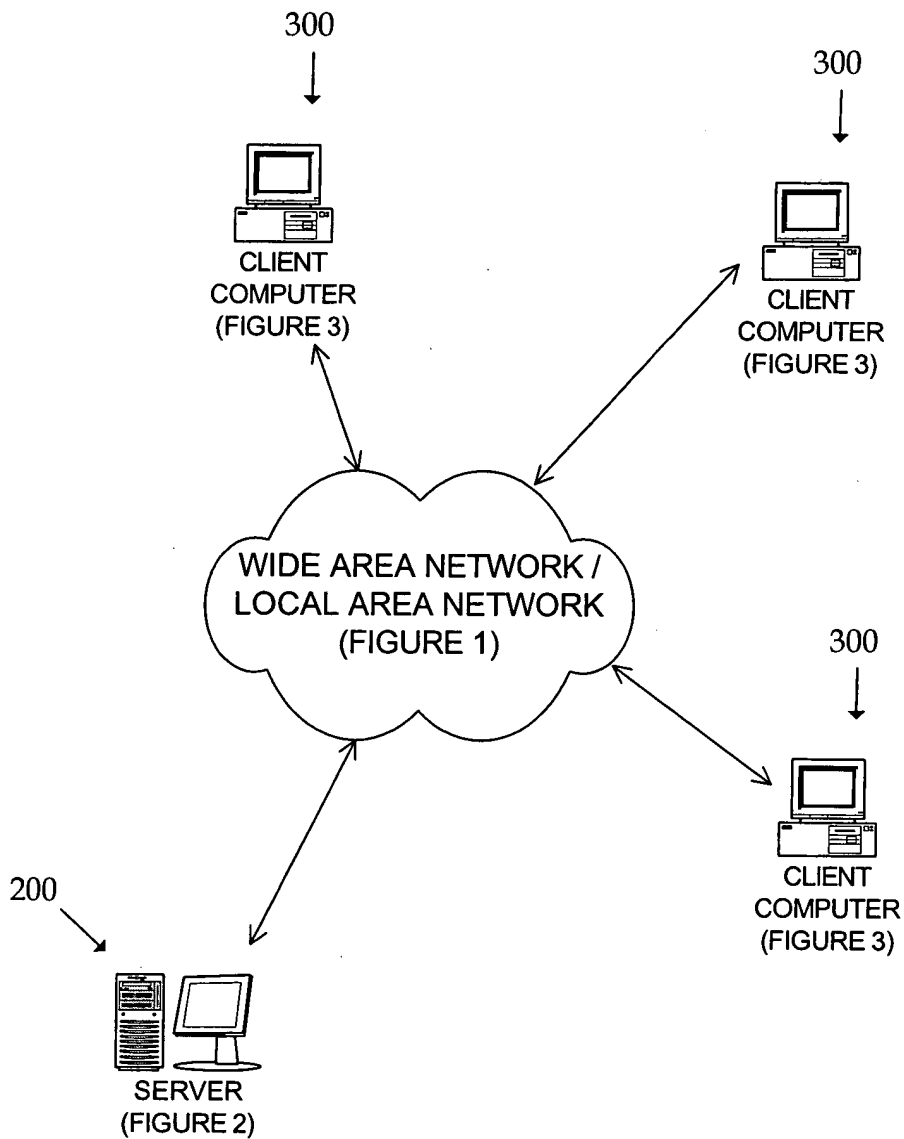 300
300
CLIENT
COMPUTER
(FIGURE 3)
CLIENT
COMPUTER
(FIGURE 3)
WIDE AREA NETWORK /
LOCAL AREA NETWORK
(FIGURE 1)
300
CLIENT
COMPUTER
(FIGURE 3)
200
SERVER
(FIGURE 2)